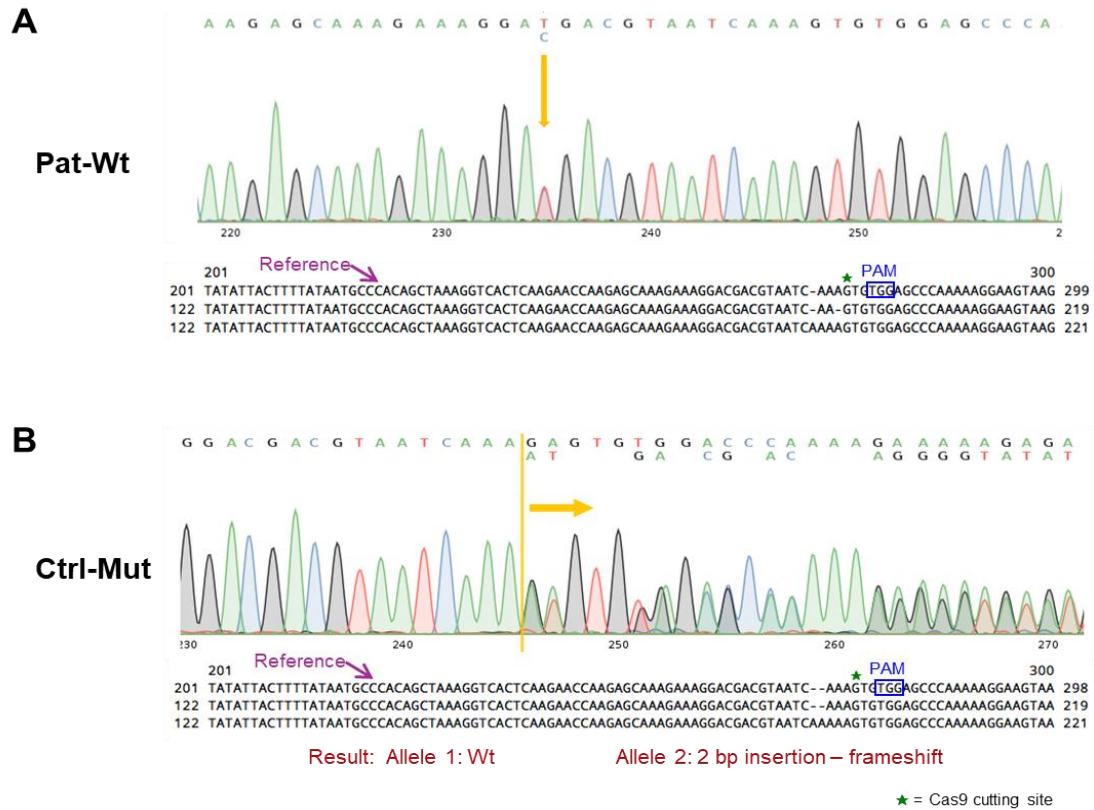 A
A A G A G C A A A G A A A G G A T G A C G T A A T C A A A G T G T G G A G C C C A
C
Pat-Wt
220 230 240 250 2
Reference
PAM
201 300
201 TATATTACTTTTATAATGCCCACAGCTAAAGGTCACTCAAGAACCAAGAGCAAAGAAAGGACGACGTAATC-AAAGTGTGGAGCCCAAAAAGGAAGTAAG 299
122 TATATTACTTTTATAATGCCCACAGCTAAAGGTCACTCAAGAACCAAGAGCAAAGAAAGGACGACGTAATC-AA-GTGTGGAGCCCAAAAAGGAAGTAAG 219
122 TATATTACTTTTATAATGCCCACAGCTAAAGGTCACTCAAGAACCAAGAGCAAAGAAAGGACGACGTAATCAAAAGTGTGGAGCCCAAAAAGGAAGTAAG 221
B
G G A C G A C G T A A T C A A A G A G T G T G G A C C C A A A A G A A A A A G A G A
A T G A C G A C A G G G G T A T A T
Ctrl-Mut
330 240 250 260 270
Reference
PAM
201 300
201 TATATTACTTTTATAATGCCCACAGCTAAAGGTCACTCAAGAACCAAGAGCAAAGAAAGGACGACGTAATC--AAAGTGTGGAGCCCAAAAAGGAAGTAA 298
122 TATATTACTTTTATAATGCCCACAGCTAAAGGTCACTCAAGAACCAAGAGCAAAGAAAGGACGACGTAATC--AAAGTGTGGAGCCCAAAAAGGAAGTAA 219
122 TATATTACTTTTATAATGCCCACAGCTAAAGGTCACTCAAGAACCAAGAGCAAAGAAAGGACGACGTAATCAAAAAGTGTGGAGCCCAAAAAGGAAGTAA 221
Result: Allele 1: Wt Allele 2: 2 bp insertion – frameshift
★ = Cas9 cutting site